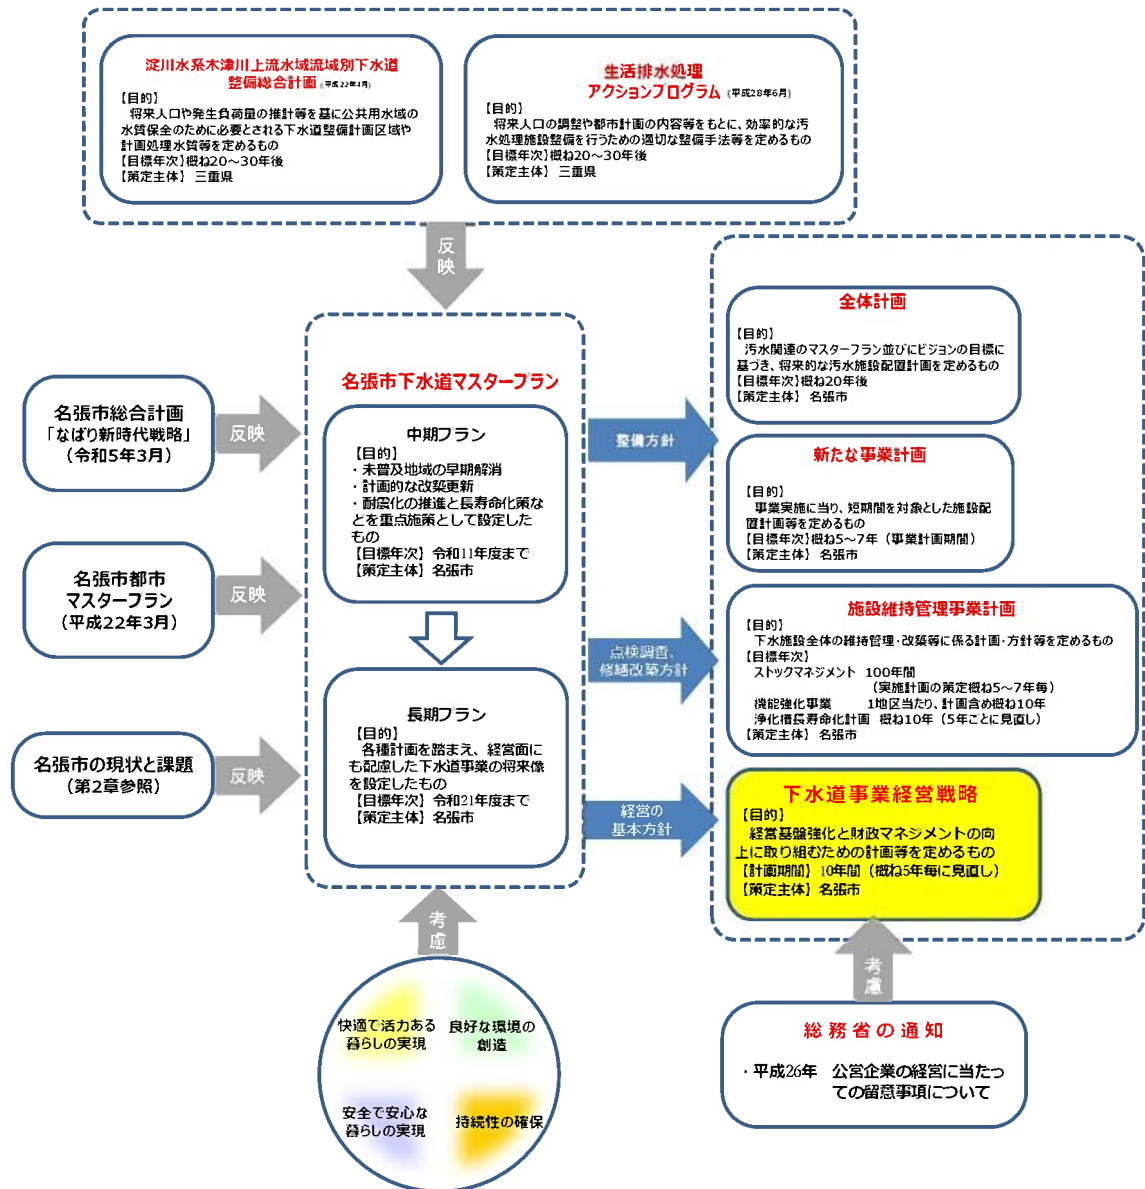 淀川水系木津川上流水域流域別下水道
整備総合計画 (平成22年4月)
【目的】
将来人口や発生負荷量の推計等を基に公共用水域の
水質保全のために必要とされる下水道整備計画区域や
計画処理水質等を定めるもの
【目標年次】概ね20～30年後
【策定主体】 三重県
生活排水処理
アクションプログラム (平成28年6月)
【目的】
将来人口の調整や都市計画の内容等をもとに、効率的な汚
水処理施設整備を行うための適切な整備手法等を定めるもの
【目標年次】概ね20～30年後
【策定主体】 三重県
反映
名張市総合計画
「なばり新時代戦略」
(令和5年3月)
反映
名張市都市
マスタープラン
(平成22年3月)
反映
名張市の現状と課題
(第2章参照)
反映
名張市下水道マスタープラン
中期プラン
【目的】
・未普及地域の早期解消
・計画的な改築更新
・耐震化の推進と長寿命化策な
どを重点施策として設定した
もの
【目標年次】令和11年度まで
【策定主体】名張市
長期プラン
【目的】
各種計画を踏まえ、経営面に
も配慮した下水道事業の将来像
を設定したもの
【目標年次】令和21年度まで
【策定主体】名張市
整備方針
点検調査、
修繕改築方針
経営の
基本方針
全体計画
【目的】
汚水関連のマスタープラン並びにビジョンの目標に
基づき、将来的な汚水施設配置計画を定めるもの
【目標年次】概ね20年後
【策定主体】名張市
新たな事業計画
【目的】
事業実施に当り、短期間を対象とした施設配
置計画等を定めるもの
【目標年次】概ね5～7年（事業計画期間）
【策定主体】名張市
施設維持管理事業計画
【目的】
下水施設全体の維持管理・改築等に係る計画・方針等を定めるもの
【目標年次】
ストックマネジメント 100年間
（実施計画の策定概ね5～7年毎）
機能強化事業 1地区当たり、計画含め概ね10年
浄化槽長寿命化計画 概ね10年（5年ごとに見直し）
【策定主体】名張市
下水道事業経営戦略
【目的】
経営基盤強化と財政マネジメントの向
上に取り組むための計画等を定めるもの
【計画期間】10年間（概ね5年毎に見直し）
【策定主体】名張市
考慮
快適で活力ある
暮らしの実現
良好な環境の
創造
安全で安心な
暮らしの実現
持続性の確保
考慮
総務省の通知
・平成26年 公営企業の経営に当たっ
ての留意事項について